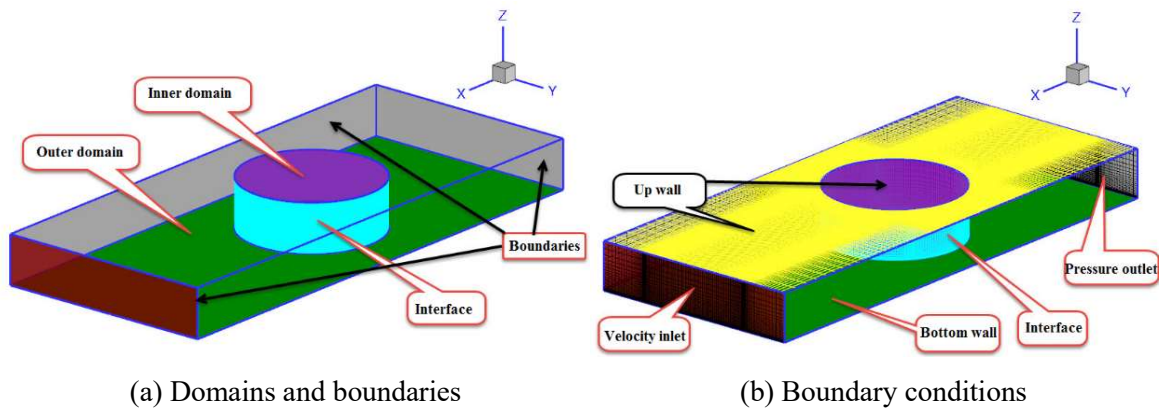 Z
X
Y
Inner domain
Outer domain
Boundaries
Interface
(a) Domains and boundaries
Z
X
Y
Up wall
Pressure outlet
Velocity inlet
Bottom wall
Interface
(b) Boundary conditions